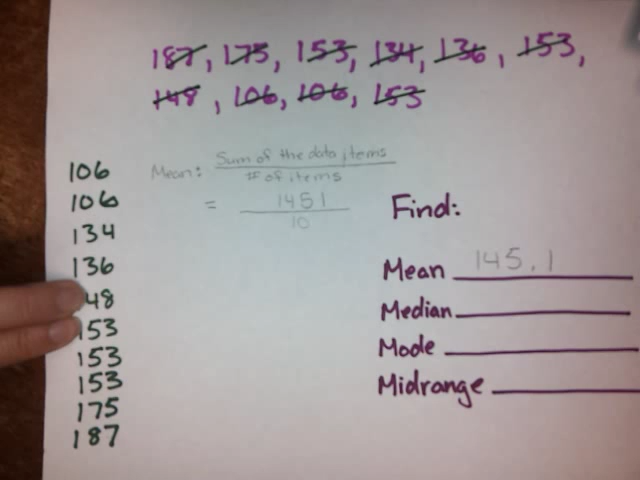 187, 175, 153, 134, 136, 153,
148, 106, 106, 153
Mean: Sum of the data items
# of items
= 1451
10
Find:
Mean 145.1
Median
Mode
Midrange
106
106
134
136
48
153
153
153
175
187